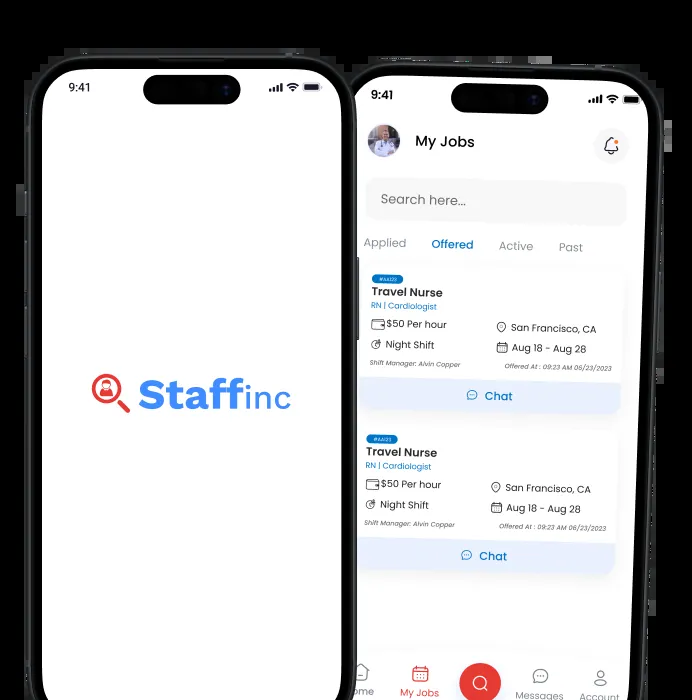 9:41
Staffinc
9:41
My Jobs
Search here...
Applied Offered Active Past
#AAI23
Travel Nurse
RN | Cardiologist
$50 Per hour San Francisco, CA
Night Shift Aug 18 - Aug 28
Shift Manager: Alvin Copper Offered At : 09:23 AM 06/23/2023
Chat
#AAI23
Travel Nurse
RN | Cardiologist
$50 Per hour San Francisco, CA
Night Shift Aug 18 - Aug 28
Shift Manager: Alvin Copper Offered At : 09:23 AM 06/23/2023
Chat
ome My Jobs Messages Account